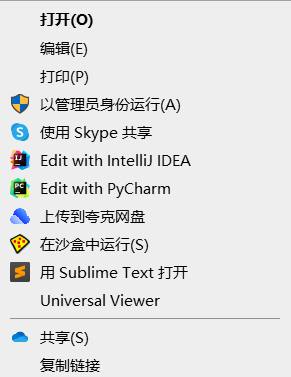 打开(O)
编辑(E)
打印(P)
以管理员身份运行(A)
使用 Skype 共享
Edit with IntelliJ IDEA
Edit with PyCharm
上传到夸克网盘
在沙盒中运行(S)
用 Sublime Text 打开
Universal Viewer
共享(S)
复制链接